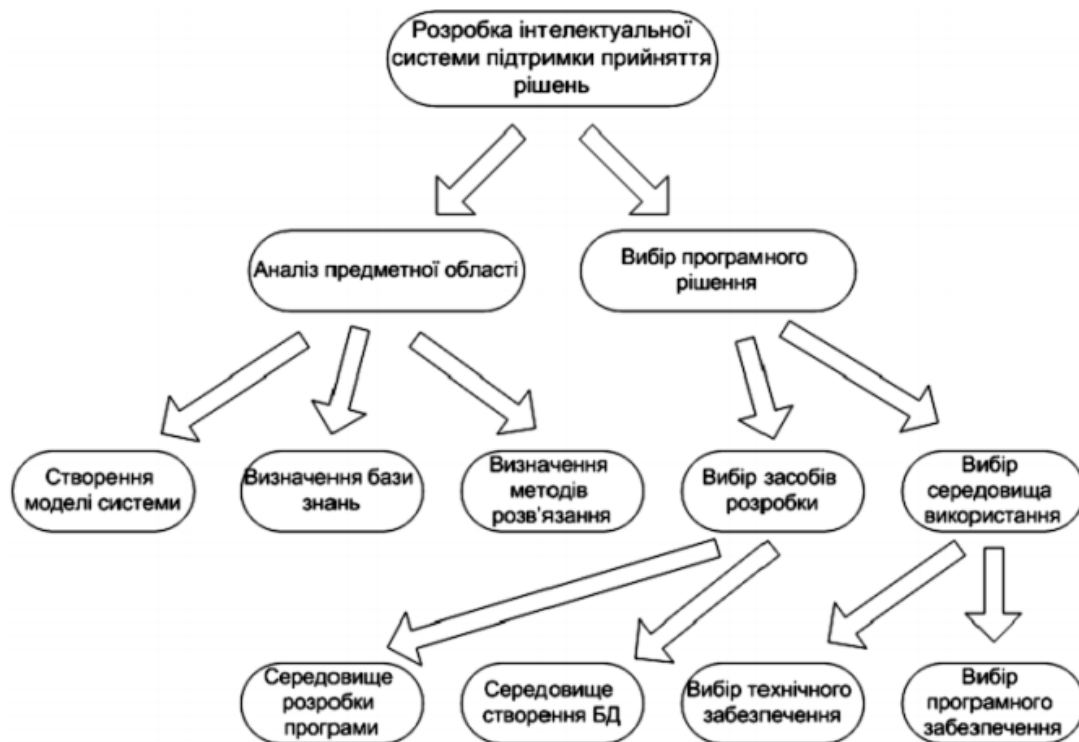 Розробка інтелектуальної
системи підтримки прийняття
рішень
Аналіз предметної області
Вибір програмного
рішення
Створення
моделі системи
Визначення бази
знань
Визначення
методів
розв'язання
Вибір засобів
розробки
Вибір
середовища
використання
Середовище
розробки
програми
Середовище
створення БД
Вибір технічного
забезпечення
Вибір
програмного
забезпечення